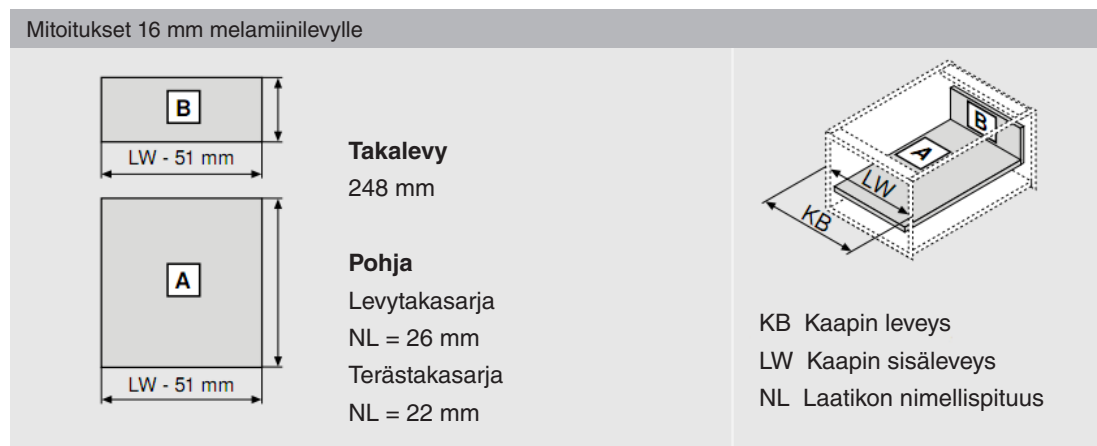 Mitoitukset 16 mm melamiinilevylle
B
LW - 51 mm
Takalevy
248 mm
A
LW - 51 mm
Pohja
Levytakasarja
NL = 26 mm
Terästakasarja
NL = 22 mm
B
A
LW
KB
KB Kaapin leveys
LW Kaapin sisäleveys
NL Laatikon nimellispituus